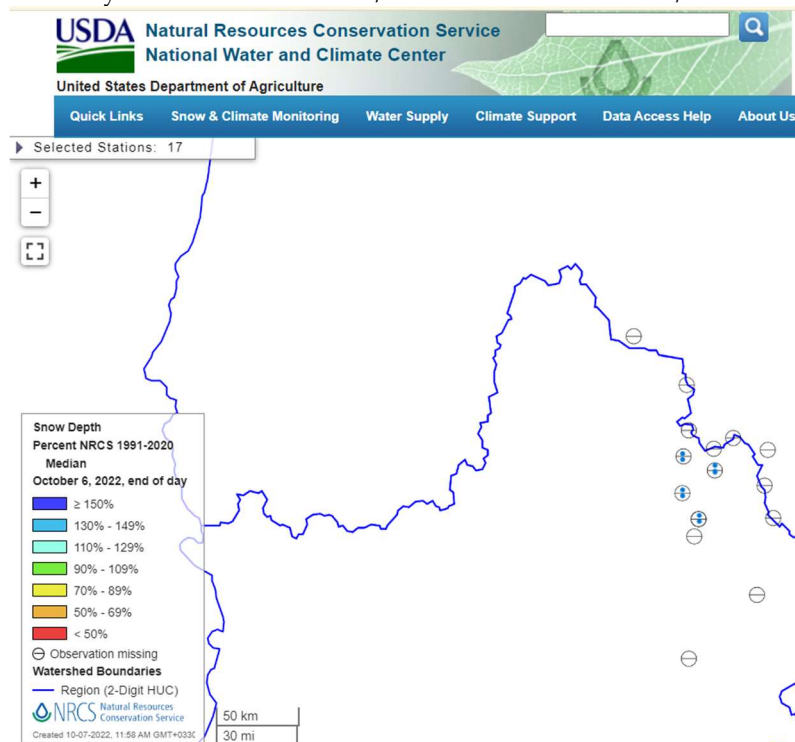 USDA Natural Resources Conservation Service
National Water and Climate Center
United States Department of Agriculture
Quick Links Snow & Climate Monitoring Water Supply Climate Support Data Access Help About Us
Selected Stations: 17
+
−
Snow Depth
Percent NRCS 1991-2020
Median
October 6, 2022, end of day
≥ 150%
130% - 149%
110% - 129%
90% - 109%
70% - 89%
50% - 69%
< 50%
Observation missing
Watershed Boundaries
Region (2-Digit HUC)
NRCS Natural Resources
Conservation Service
Created 10-07-2022, 11:58 AM GMT+0330
50 km
30 mi